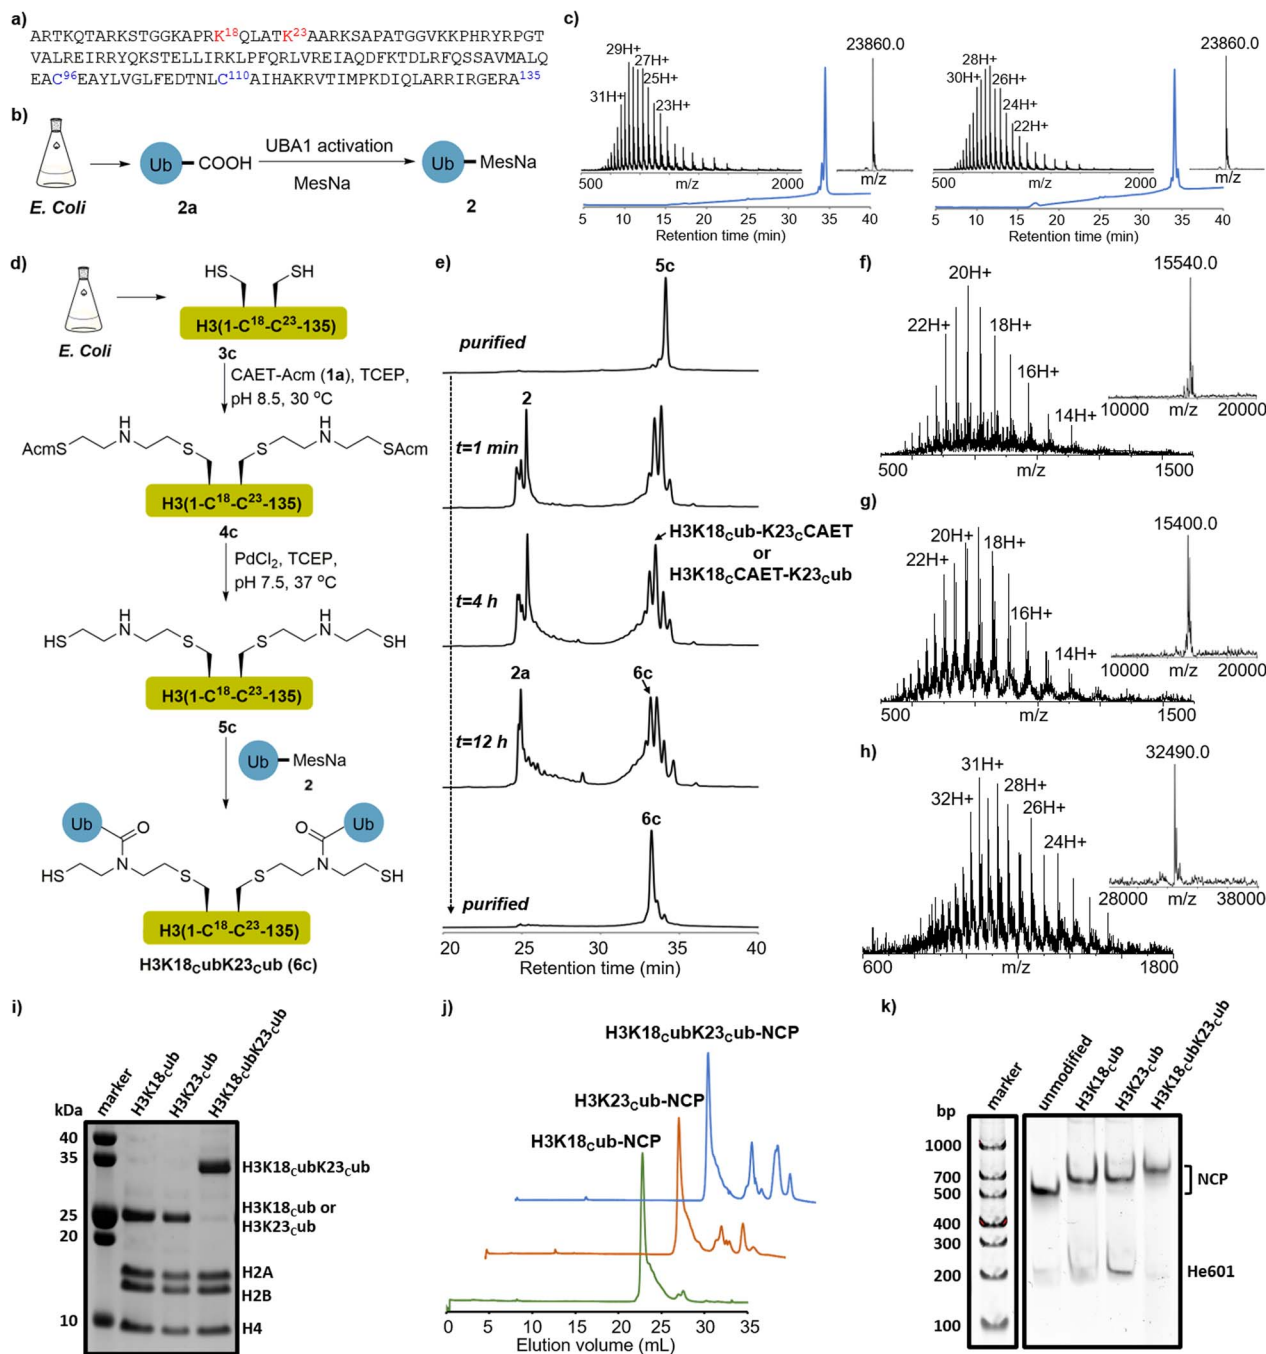 a)
ARTKQTARKSTGGKAPRK18QLATK23AARKSAPATGGVKKPHRYRPGT
VALREIRRYQKSTELLIRKLPFQRLVREIAQDFKTDLRFQSSAVMALQ
EAC96EAYLVGLFEDTNLC110AIHAKRVTIMPKDIQLARRIRGERA135
b)
E. Coli
Ub
COOH
2a
UBA1 activation
MesNa
Ub
MesNa
2
c)
29H+
27H+
25H+
31H+
23H+
500
m/z
2000
23860.0
m/z
5 10 15 20 25 30 35 40
Retention time (min)
28H+
30H+
26H+
24H+
22H+
500
m/z
2000
23860.0
m/z
5 10 15 20 25 30 35 40
Retention time (min)
d)
E. Coli
HS
SH
H3(1-C18-C23-135)
3c
CAET-Acm (1a), TCEP,
pH 8.5, 30 oC
AcmS
H
N
S
S
H
N
SAcm
H3(1-C18-C23-135)
4c
PdCl2, TCEP,
pH 7.5, 37 oC
HS
H
N
S
S
H
N
SH
H3(1-C18-C23-135)
5c
Ub
MesNa
2
Ub
O
O
Ub
HS
N
S
S
N
SH
H3(1-C18-C23-135)
H3K18CubK23Cub (6c)
e)
5c
purified
2
t=1 min
H3K18Cub-K23CCAET
or
H3K18CCAET-K23Cub
t=4 h
2a
6c
t=12 h
6c
purified
20 30 35 40
Retention time (min)
f)
20H+
22H+
18H+
16H+
14H+
500
m/z
1500
15540.0
10000 m/z 20000
g)
20H+
22H+
18H+
16H+
14H+
500
m/z
1500
15400.0
10000 m/z 20000
h)
31H+
32H+
28H+
26H+
24H+
600
m/z
1800
32490.0
28000 m/z 38000
i)
marker
H3K18Cub
H3K23Cub
H3K18CubK23Cub
kDa
40
35
25
20
10
H3K18CubK23Cub
H3K18Cub or
H3K23Cub
H2A
H2B
H4
j)
H3K18CubK23Cub-NCP
H3K23Cub-NCP
H3K18Cub-NCP
0 5 10 15 20 25 30 35
Elution volume (mL)
k)
marker
unmodified
H3K18Cub
H3K23Cub
H3K18CubK23Cub
bp
1000
700
500
400
300
200
100
NCP
He601